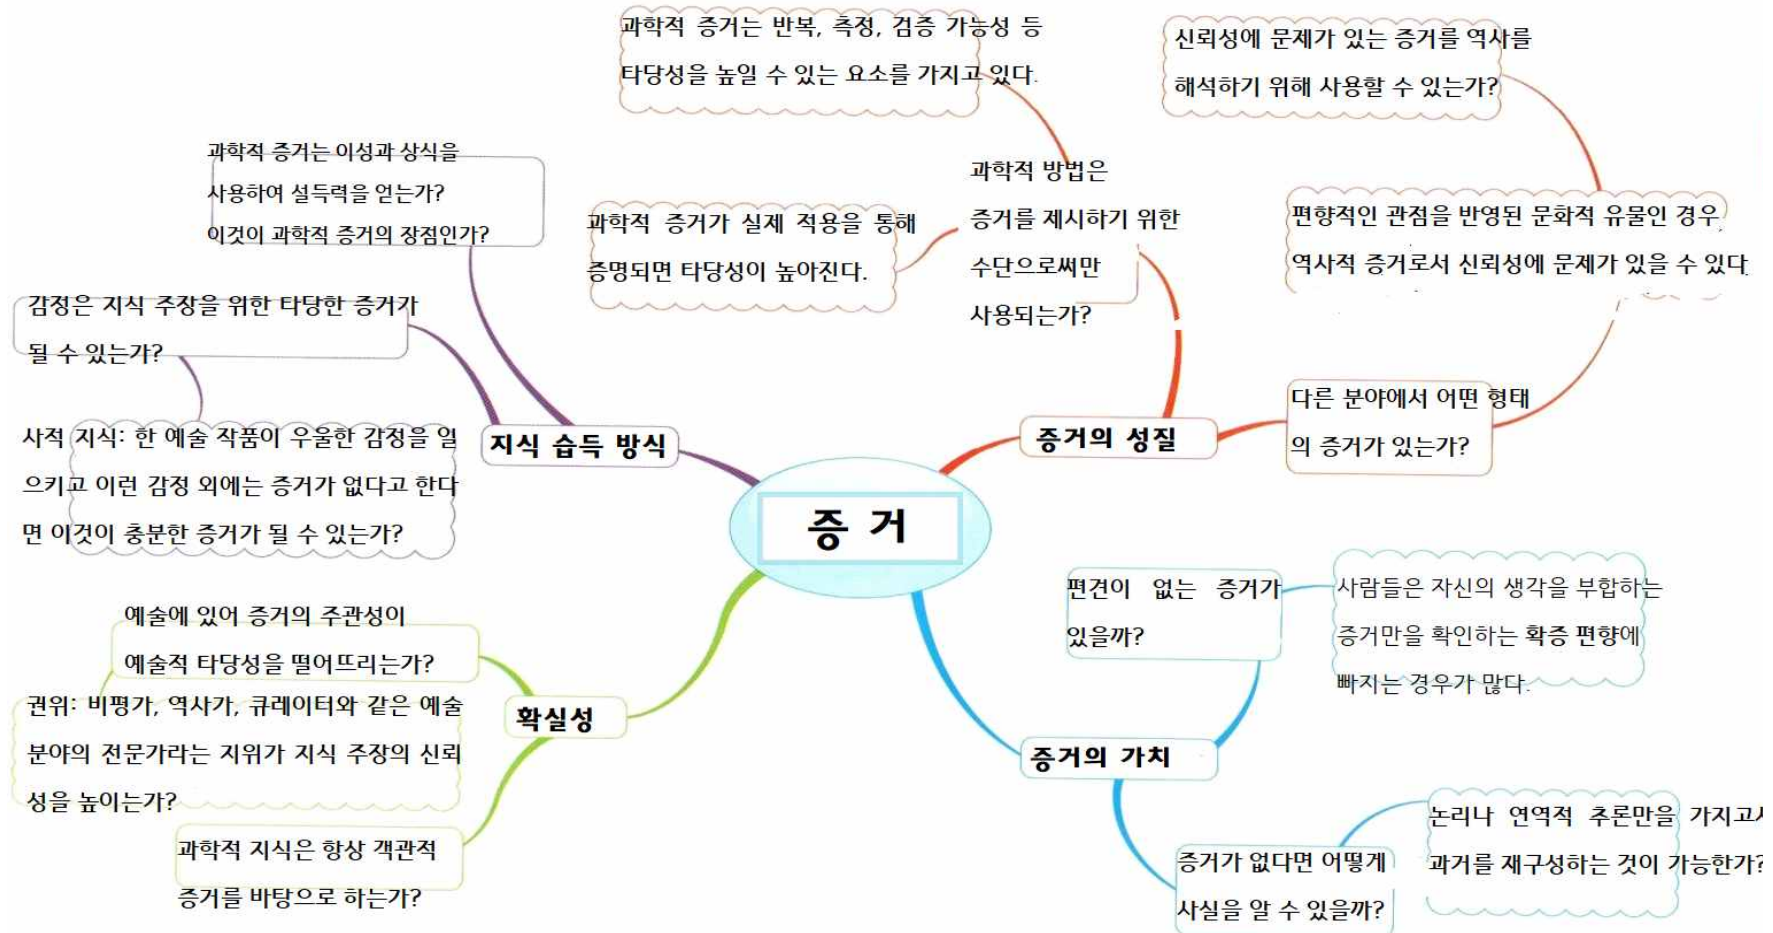 과학적 증거는 반복, 측정, 검증 가능성 등
타당성을 높일 수 있는 요소를 가지고 있다.
신뢰성에 문제가 있는 증거를 역사를
해석하기 위해 사용할 수 있는가?
과학적 증거는 이성과 상식을
사용하여 설득력을 얻는가?
이것이 과학적 증거의 장점인가?
과학적 증거가 실제 적용을 통해
증명되면 타당성이 높아진다.
과학적 방법은
증거를 제시하기 위한
수단으로써만
사용되는가?
편향적인 관점을 반영된 문화적 유물인 경우
역사적 증거로서 신뢰성에 문제가 있을 수 있다
감정은 지식 주장을 위한 타당한 증거가
될 수 있는가?
다른 분야에서 어떤 형태
의 증거가 있는가?
사적 지식: 한 예술 작품이 우울한 감정을 일
으키고 이런 감정 외에는 증거가 없다고 한다
면 이것이 충분한 증거가 될 수 있는가?
지식 습득 방식
증거의 성질
증 거
예술에 있어 증거의 주관성이
예술적 타당성을 떨어뜨리는가?
권위: 비평가, 역사가, 큐레이터와 같은 예술
분야의 전문가라는 지위가 지식 주장의 신뢰
성을 높이는가?
확실성
과학적 지식은 항상 객관적
증거를 바탕으로 하는가?
편견이 없는 증거가
있을까?
사람들은 자신의 생각을 부합하는
증거만을 확인하는 확증 편향에
빠지는 경우가 많다.
증거의 가치
증거가 없다면 어떻게
사실을 알 수 있을까?
논리나 연역적 추론만을 가지고서
과거를 재구성하는 것이 가능한가?